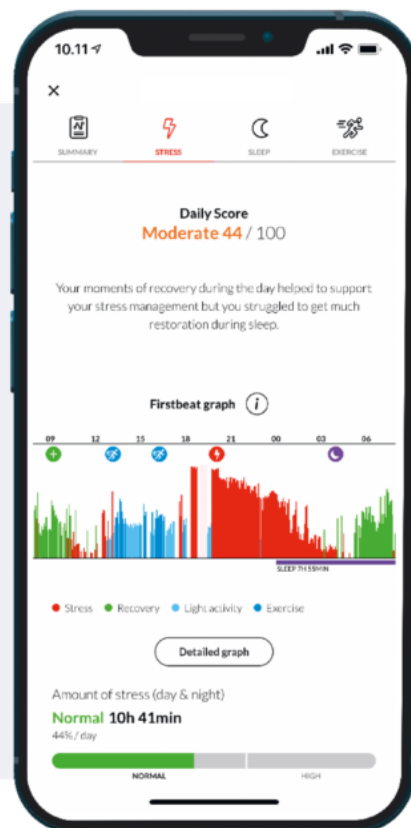 10.11
SUMMARY
STRESS
SLEEP
EXERCISE
Daily Score
Moderate 44 / 100
Your moments of recovery during the day helped to support
your stress management but you struggled to get much
restoration during sleep.
Firstbeat graph i
09 12 15 18 21 00 03 06
SLEEP 7H 55MIN
Stress Recovery Light activity Exercise
Detailed graph
Amount of stress (day & night)
Normal 10h 41min
44% / day
NORMAL HIGH